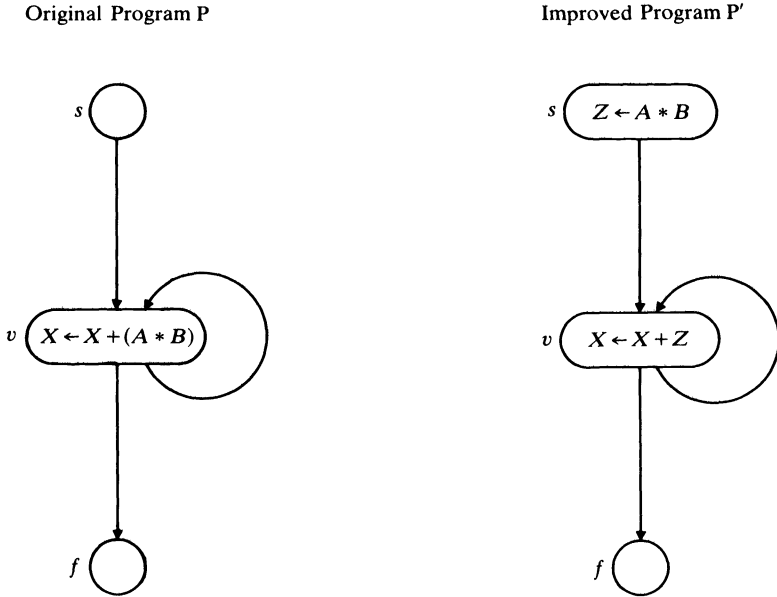 Original Program P
Improved Program P′
s
s
Z ← A * B
v
X ← X + (A * B)
v
X ← X + Z
f
f